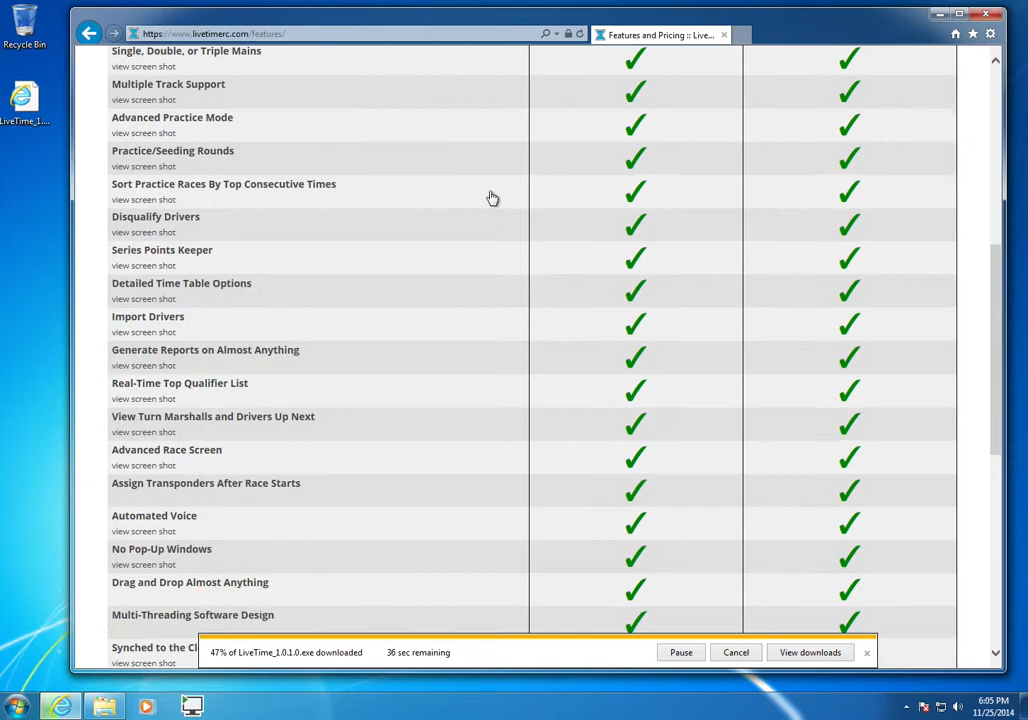 Recycle Bin
LiveTime_1....
https://www.livetimerc.com/features/
Features and Pricing :: Live...
Single, Double, or Triple Mains
view screen shot
Multiple Track Support
view screen shot
Advanced Practice Mode
view screen shot
Practice/Seeding Rounds
view screen shot
Sort Practice Races By Top Consecutive Times
view screen shot
Disqualify Drivers
view screen shot
Series Points Keeper
view screen shot
Detailed Time Table Options
view screen shot
Import Drivers
view screen shot
Generate Reports on Almost Anything
view screen shot
Real-Time Top Qualifier List
view screen shot
View Turn Marshalls and Drivers Up Next
view screen shot
Advanced Race Screen
view screen shot
Assign Transponders After Race Starts
Automated Voice
view screen shot
No Pop-Up Windows
view screen shot
Drag and Drop Almost Anything
Multi-Threading Software Design
Synched to the Cl
view screen shot
47% of LiveTime_1.0.1.0.exe downloaded 36 sec remaining Pause Cancel View downloads
6:05 PM
11/25/2014